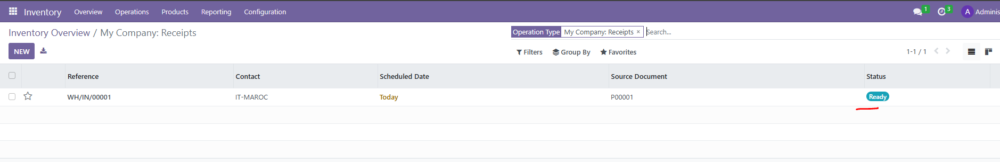 Inventory Overview Operations Products Reporting Configuration 1 3 A Adminis
Inventory Overview / My Company: Receipts
Operation Type My Company: Receipts × Search...
NEW
Filters Group By Favorites 1-1 / 1
Reference Contact Scheduled Date Source Document Status
WH/IN/00001 IT-MAROC Today P00001 Ready